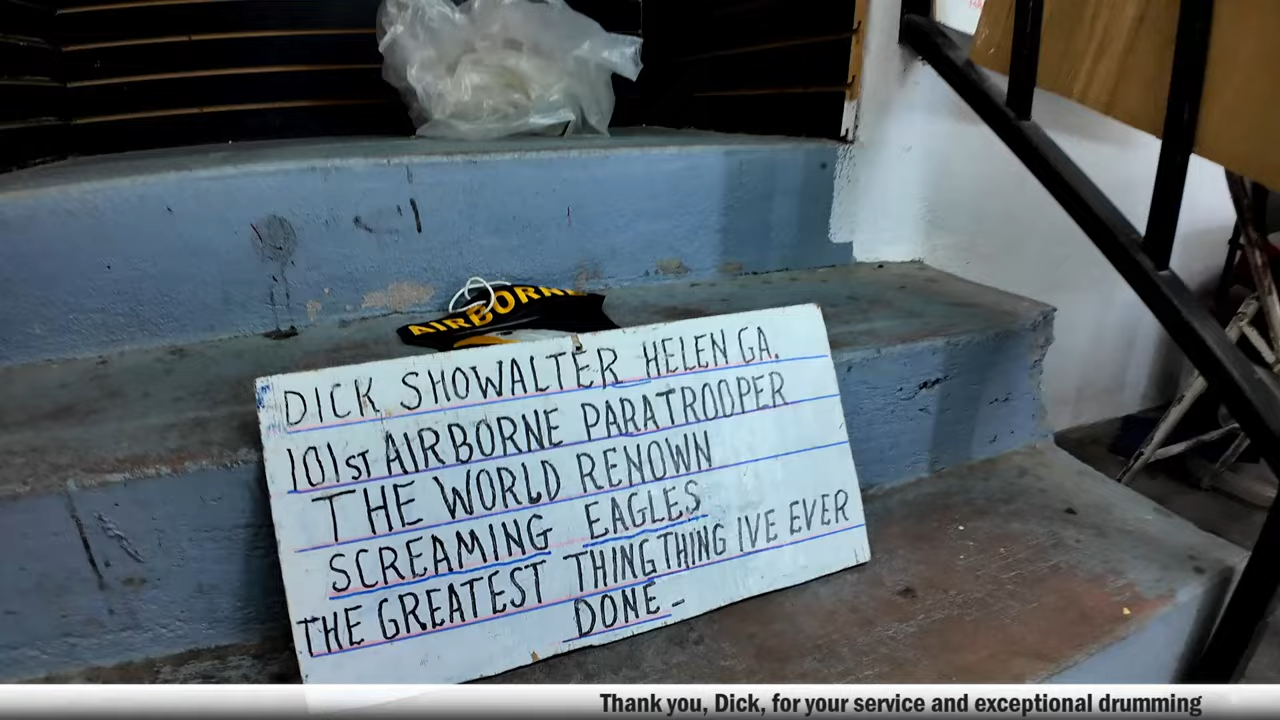 AIRBORNE
DICK SHOWALTER HELEN GA.
101ST AIRBORNE PARATROOPER
THE WORLD RENOWN
SCREAMING EAGLES
THE GREATEST THING THING IVE EVER
DONE-
Thank you, Dick, for your service and exceptional drumming